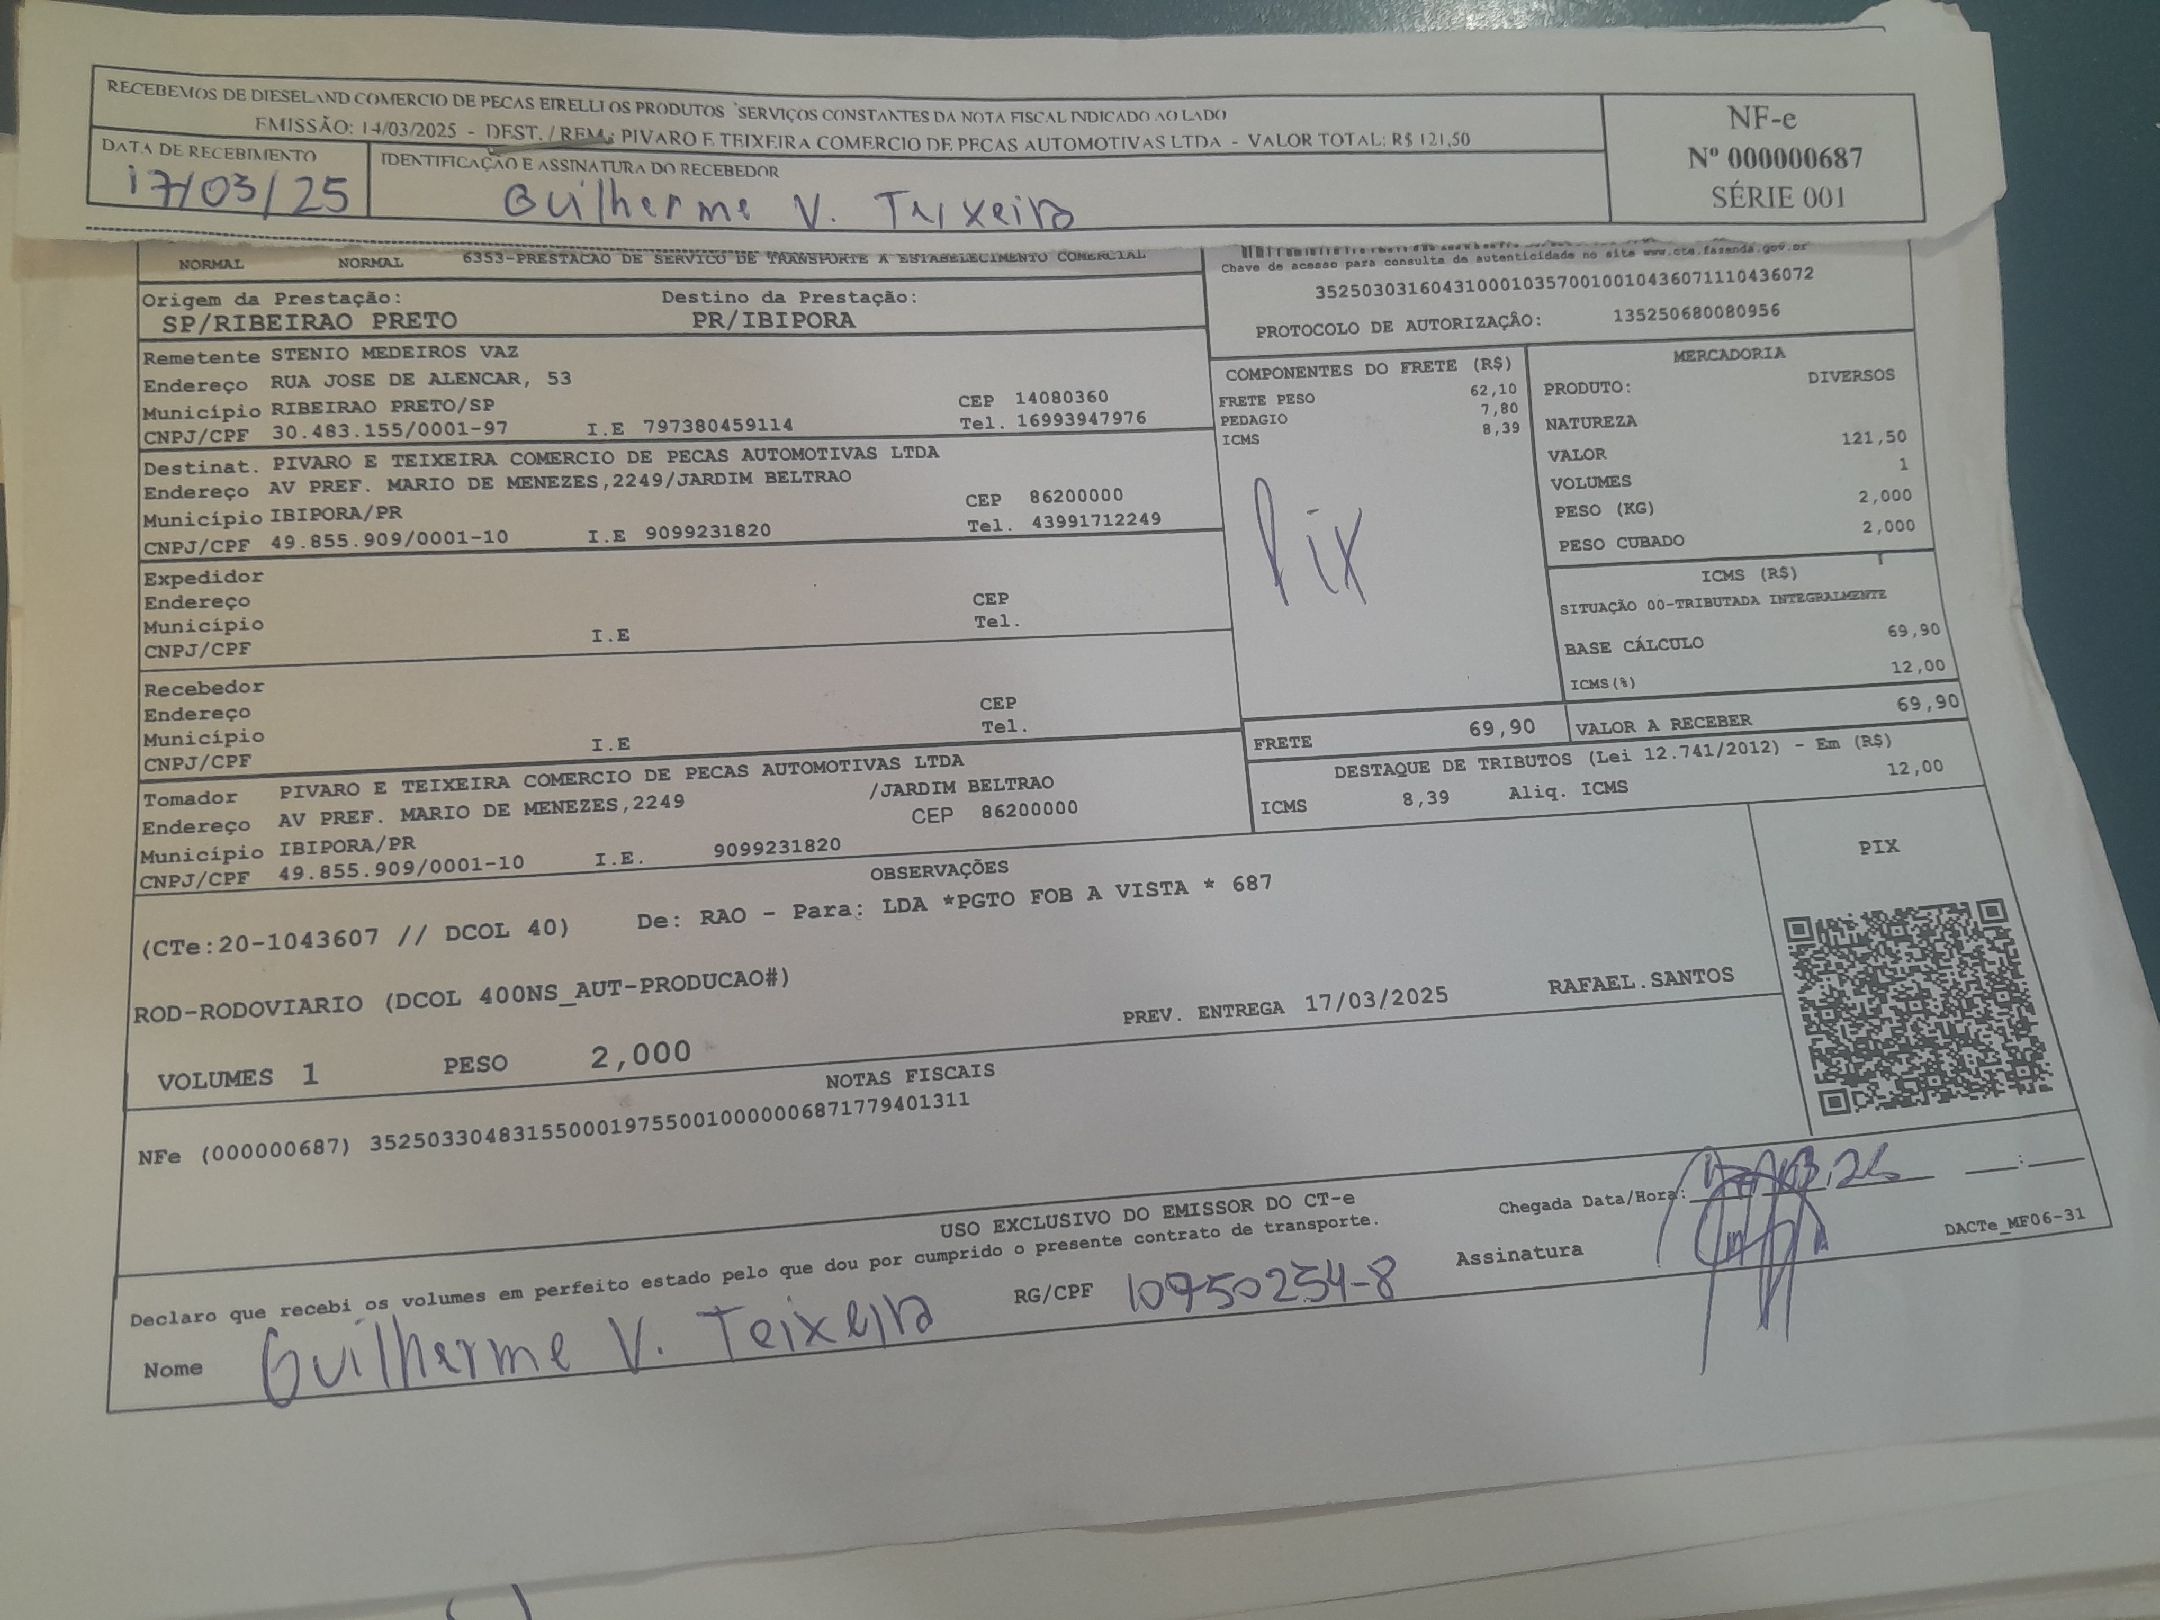 RECEBEMOS DE DIESELAND COMERCIO DE PECAS EIRELLI OS PRODUTOS SERVIÇOS CONSTANTES DA NOTA FISCAL INDICADO AO LADO
EMISSÃO: 14/03/2025 - DEST. / REM.: PIVARO E TEIXEIRA COMERCIO DE PECAS AUTOMOTIVAS LTDA - VALOR TOTAL: R$ 121,50
DATA DE RECEBIMENTO
17/03/25
IDENTIFICAÇÃO E ASSINATURA DO RECEBEDOR
Guilherme V. Teixeira
NF-e
Nº 000000687
SÉRIE 001
NORMAL NORMAL 6353-PRESTACAO DE SERVICO DE TRANSPORTE A ESTABELECIMENTO COMERCIAL
Chave de acesso para consulta de autenticidade no site www.cte.fazenda.gov.br
35250303160431000103570010010436071110436072
PROTOCOLO DE AUTORIZAÇÃO: 135250680080956
Origem da Prestação: Destino da Prestação:
SP/RIBEIRAO PRETO PR/IBIPORA
Remetente STENIO MEDEIROS VAZ
Endereço RUA JOSE DE ALENCAR, 53
Município RIBEIRAO PRETO/SP CEP 14080360
CNPJ/CPF 30.483.155/0001-97 I.E 797380459114 Tel. 16993947976
Destinat. PIVARO E TEIXEIRA COMERCIO DE PECAS AUTOMOTIVAS LTDA
Endereço AV PREF. MARIO DE MENEZES,2249/JARDIM BELTRAO
Município IBIPORA/PR CEP 86200000
CNPJ/CPF 49.855.909/0001-10 I.E 9099231820 Tel. 43991712249
Expedidor
Endereço
Município CEP
CNPJ/CPF I.E Tel.
Recebedor
Endereço
Município CEP
CNPJ/CPF I.E Tel.
Tomador PIVARO E TEIXEIRA COMERCIO DE PECAS AUTOMOTIVAS LTDA
Endereço AV PREF. MARIO DE MENEZES,2249 /JARDIM BELTRAO
Município IBIPORA/PR CEP 86200000
CNPJ/CPF 49.855.909/0001-10 I.E. 9099231820
COMPONENTES DO FRETE (R$)
FRETE PESO 62,10
PEDAGIO 7,80
ICMS 8,39
Pix
MERCADORIA
PRODUTO: DIVERSOS
NATUREZA
VALOR 121,50
VOLUMES 1
PESO (KG) 2,000
PESO CUBADO 2,000
ICMS (R$)
SITUAÇÃO 00-TRIBUTADA INTEGRALMENTE
BASE CÁLCULO 69,90
ICMS(%) 12,00
FRETE 69,90 VALOR A RECEBER 69,90
DESTAQUE DE TRIBUTOS (Lei 12.741/2012) - Em (R$)
ICMS 8,39 Aliq. ICMS 12,00
OBSERVAÇÕES
(CTe:20-1043607 // DCOL 40) De: RAO - Para: LDA *PGTO FOB A VISTA * 687
ROD-RODOVIARIO (DCOL 400NS_AUT-PRODUCAO#)
PREV. ENTREGA 17/03/2025 RAFAEL.SANTOS
VOLUMES 1 PESO 2,000
PIX
NOTAS FISCAIS
NFe (000000687) 35250330483155000197550010000006871779401311
USO EXCLUSIVO DO EMISSOR DO CT-e
Declaro que recebi os volumes em perfeito estado pelo que dou por cumprido o presente contrato de transporte.
Chegada Data/Hora:
Nome Guilherme V. Teixeira RG/CPF 10950254-8 Assinatura
DACTe_MF06-31